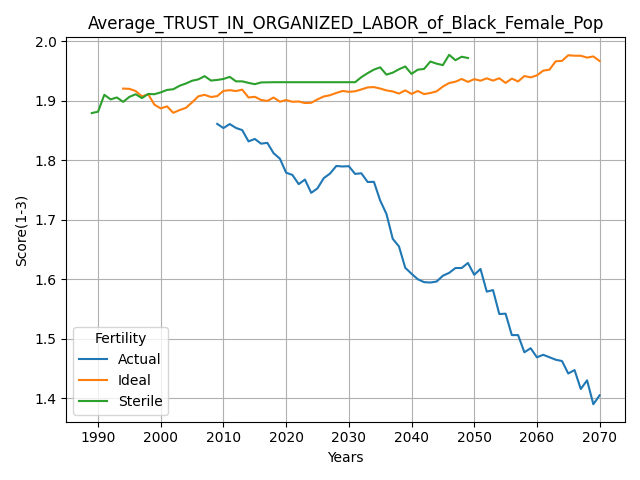 Average_TRUST_IN_ORGANIZED_LABOR_of_Black_Female_Pop
2.0
1.9
1.8
1.7
1.6
1.5
1.4
Score(1-3)
Fertility
Actual
Ideal
Sterile
1990 2000 2010 2020 2030 2040 2050 2060 2070
Years